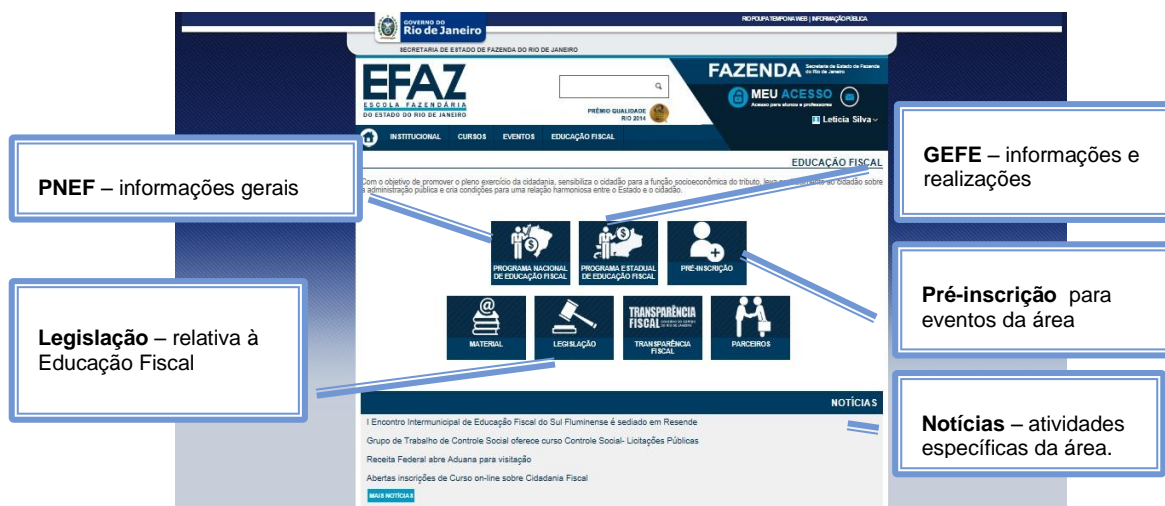 RIO POUPA TEMPO NA WEB | INFORMAÇÃO PÚBLICA
GOVERNO DO
Rio de Janeiro
SECRETARIA DE ESTADO DE FAZENDA DO RIO DE JANEIRO
EFAZ
ESCOLA FAZENDÁRIA
DO ESTADO DO RIO DE JANEIRO
PRÊMIO QUALIDADE
RIO 2014
FAZENDA
Secretaria de Estado de Fazenda
do Rio de Janeiro
MEU ACESSO
Acesso para alunos e professores
Leticia Silva
INSTITUCIONAL CURSOS EVENTOS EDUCAÇÃO FISCAL
EDUCAÇÃO FISCAL
Com o objetivo de promover o pleno exercício da cidadania, sensibiliza o cidadão para a função socioeconômica do tributo, leva ao cidadão sobre
a administração pública e cria condições para uma relação harmoniosa entre o Estado e o cidadão.
PNEF – informações gerais
GEFE – informações e
realizações
PROGRAMA NACIONAL
DE EDUCAÇÃO FISCAL
PROGRAMA ESTADUAL
DE EDUCAÇÃO FISCAL
PRÉ-INSCRIÇÃO
Pré-inscrição para
eventos da área
Legislação – relativa à
Educação Fiscal
MATERIAL
LEGISLAÇÃO
TRANSPARÊNCIA
FISCAL
TRANSPARÊNCIA
FISCAL
PARCEIROS
NOTÍCIAS
I Encontro Intermunicipal de Educação Fiscal do Sul Fluminense é sediado em Resende
Grupo de Trabalho de Controle Social oferece curso Controle Social- Licitações Públicas
Receita Federal abre Aduana para visitação
Abertas inscrições de Curso on-line sobre Cidadania Fiscal
MAIS NOTÍCIAS
Notícias – atividades
específicas da área.